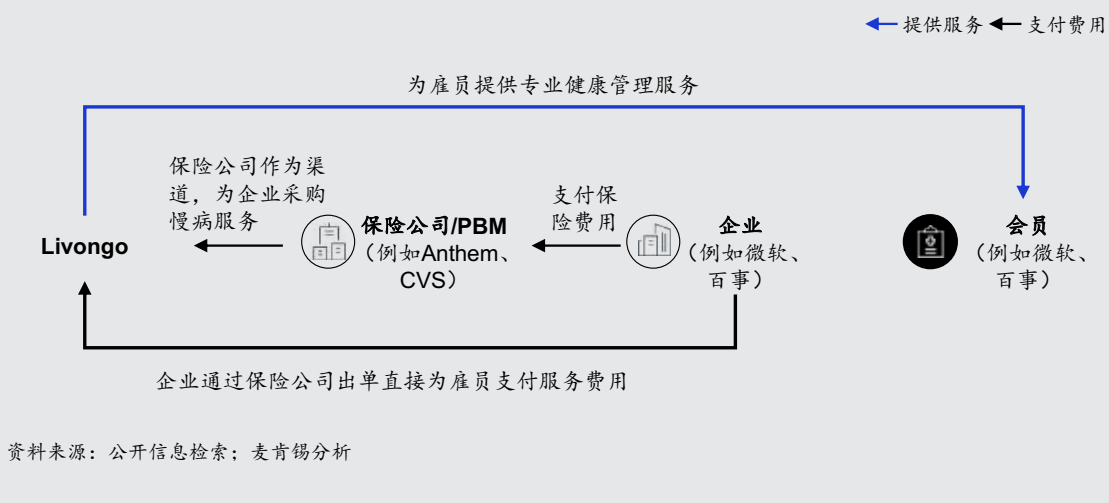 提供服务
支付费用
为雇员提供专业健康管理服务
保险公司作为渠
道，为企业采购
慢病服务
支付保
险费用
Livongo
保险公司/PBM
（例如Anthem、
CVS）
企业
（例如微软、
百事）
会员
（例如微软、
百事）
企业通过保险公司出单直接为雇员支付服务费用
资料来源：公开信息检索；麦肯锡分析